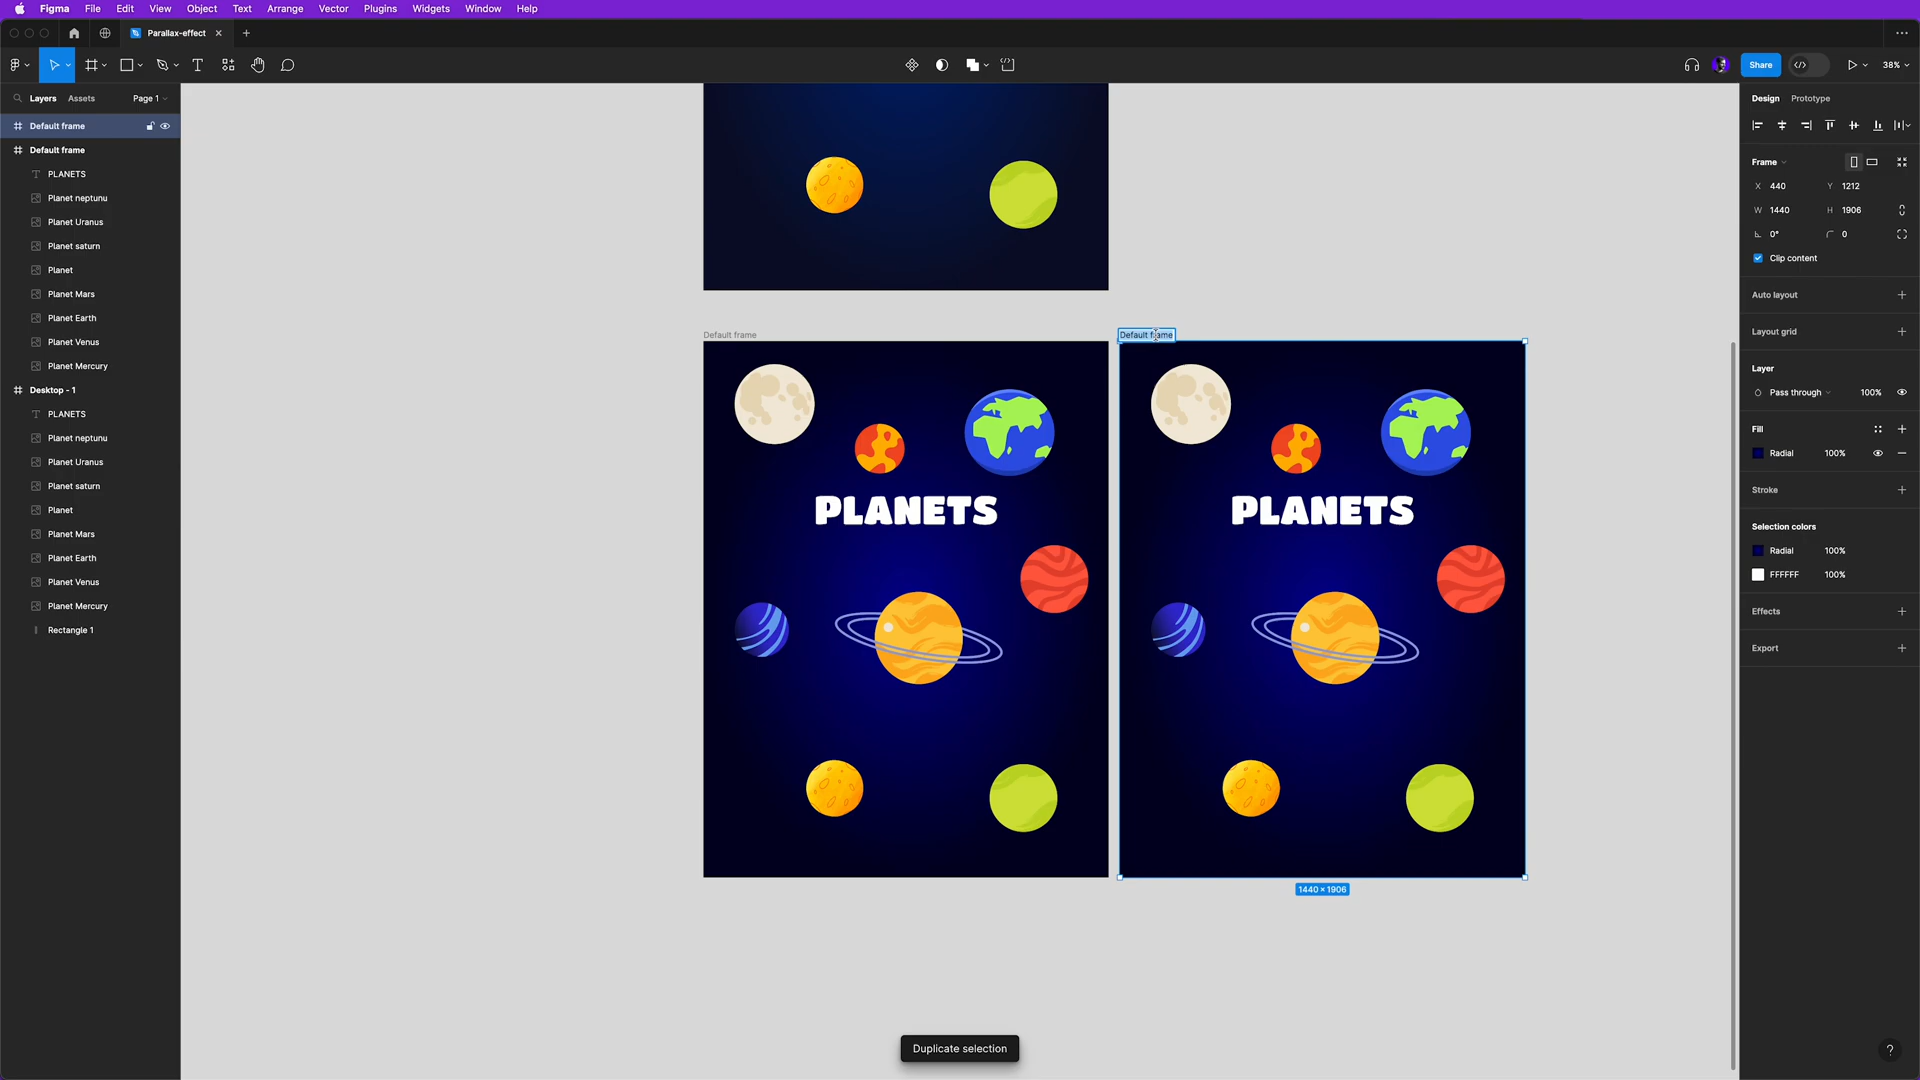 Figma File Edit View Object Text Arrange Vector Plugins Widgets Window Help
Parallax-effect
Share
38%
Layers Assets Page 1
Default frame
Default frame
PLANETS
Planet neptunu
Planet Uranus
Planet saturn
Planet
Planet Mars
Planet Earth
Planet Venus
Planet Mercury
Desktop - 1
PLANETS
Planet neptunu
Planet Uranus
Planet saturn
Planet
Planet Mars
Planet Earth
Planet Venus
Planet Mercury
Rectangle 1
Default frame
Default frame
PLANETS
PLANETS
1440 × 1906
Duplicate selection
Design Prototype
Frame
X 440 Y 1212
W 1440 H 1906
0° 0
Clip content
Auto layout
Layout grid
Layer
Pass through 100%
Fill
Radial 100%
Stroke
Selection colors
Radial 100%
FFFFFF 100%
Effects
Export
?